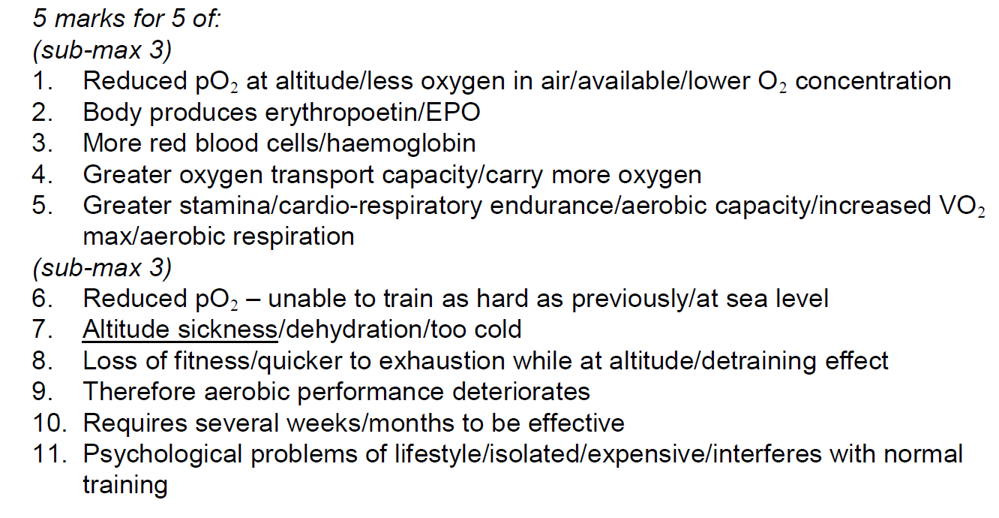 5 marks for 5 of:
(sub-max 3)
1. Reduced pO₂ at altitude/less oxygen in air/available/lower O₂ concentration
2. Body produces erythropoetin/EPO
3. More red blood cells/haemoglobin
4. Greater oxygen transport capacity/carry more oxygen
5. Greater stamina/cardio-respiratory endurance/aerobic capacity/increased VO₂
max/aerobic respiration
(sub-max 3)
6. Reduced pO₂ – unable to train as hard as previously/at sea level
7. Altitude sickness/dehydration/too cold
8. Loss of fitness/quicker to exhaustion while at altitude/detraining effect
9. Therefore aerobic performance deteriorates
10. Requires several weeks/months to be effective
11. Psychological problems of lifestyle/isolated/expensive/interferes with normal
training